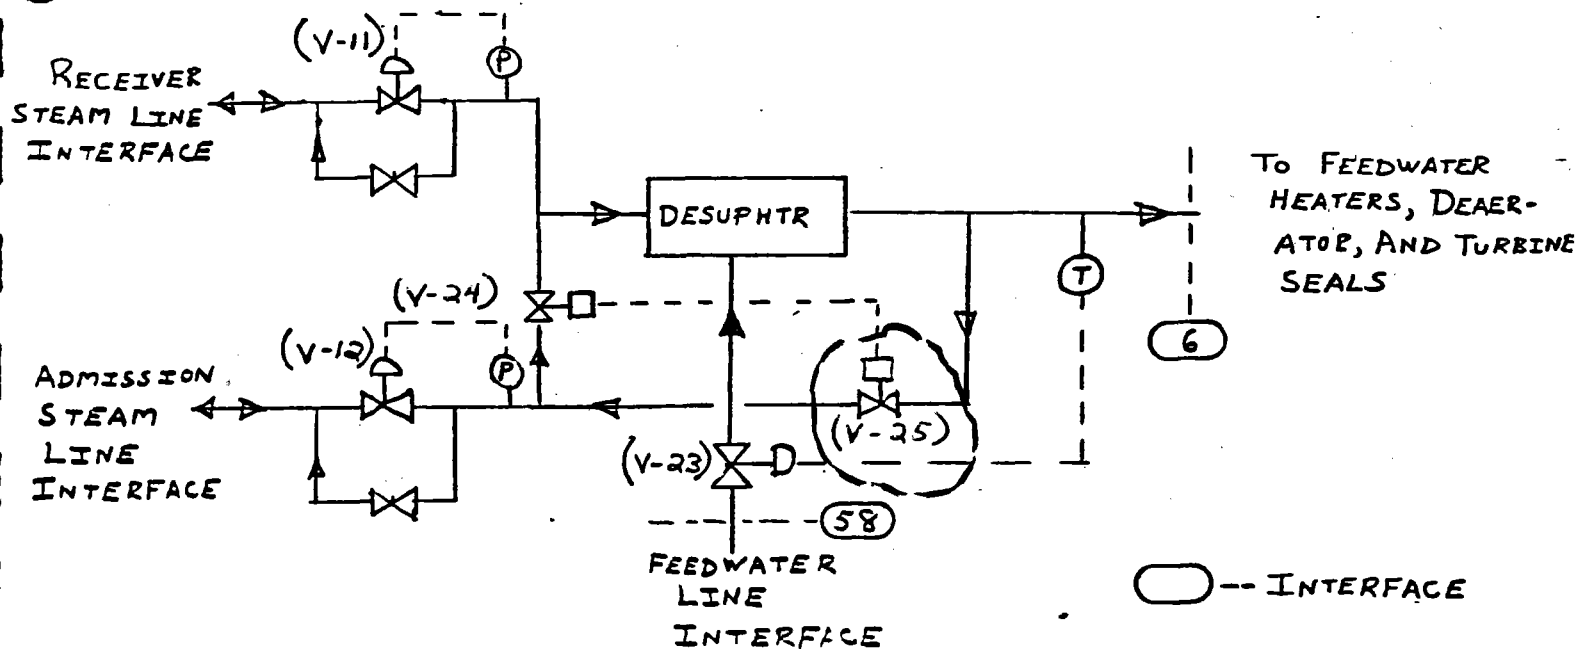 (V-11)
P
RECEIVER
STEAM LINE
INTERFACE
TO FEEDWATER
HEATERS, DEAER-
ATOR, AND TURBINE
SEALS
DESUPHTR
T
(V-24)
6
(V-12)
P
ADMISSION
STEAM
LINE
INTERFACE
(V-25)
(V-23)
58
FEEDWATER
LINE
INTERFACE
-- INTERFACE